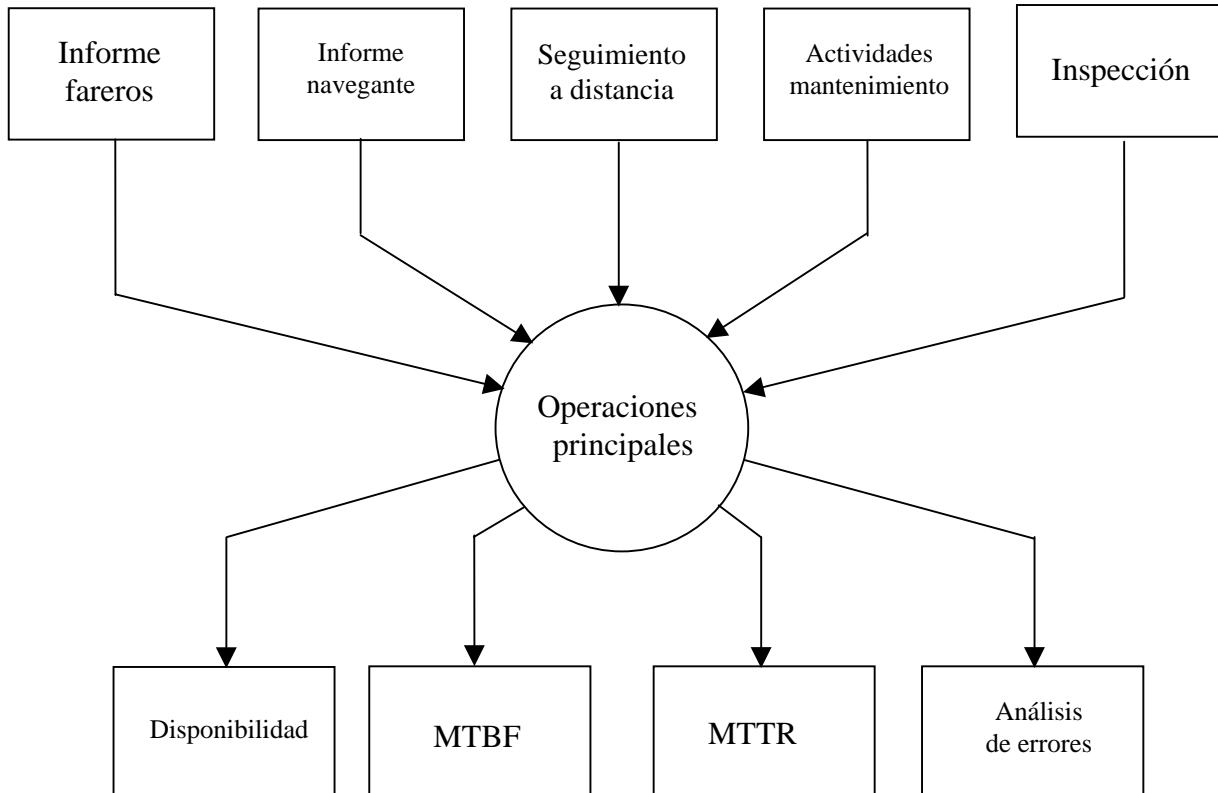 Informe
fareros
Informe
navegante
Seguimiento
a distancia
Actividades
mantenimiento
Inspección
Operaciones
principales
Disponibilidad
MTBF
MTTR
Análisis
de errores